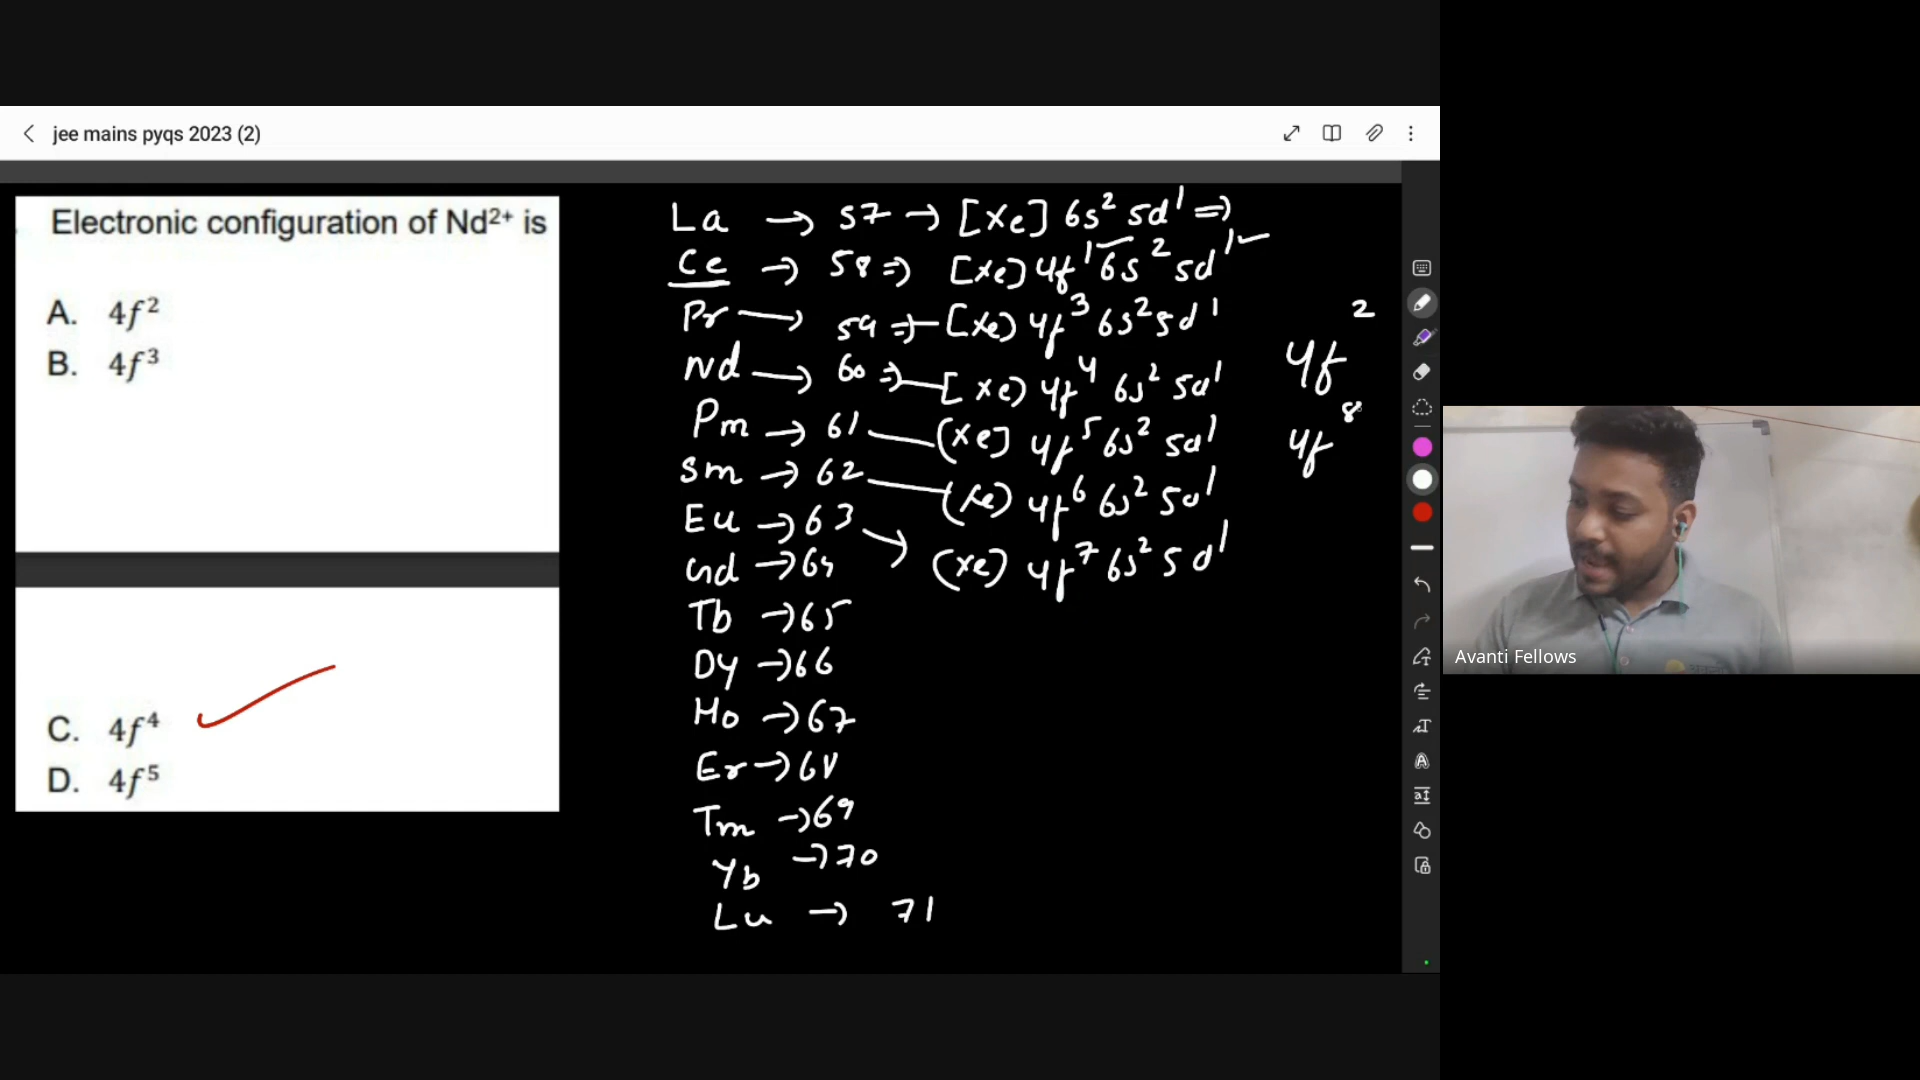 jee mains pyqs 2023 (2)
Electronic configuration of Nd²⁺ is
A. 4f²
B. 4f³
C. 4f⁴
D. 4f⁵
La → 57 → [Xe] 6s² 5d¹ ⇒
Ce → 58 ⇒ [Xe] 4f¹ 6s² 5d¹
Pr → 59 ⇒ [Xe) 4f³ 6s² 5d¹
Nd → 60 ⇒ [Xe) 4f⁴ 6s² 5d¹
Pm → 61 (Xe] 4f⁵ 6s² 5d¹
Sm → 62 (Xe) 4f⁶ 6s² 5d¹
Eu → 63 → (Xe) 4f⁷ 6s² 5d¹
Gd → 64
Tb → 65
Dy → 66
Ho → 67
Er → 68
Tm → 69
Yb → 70
Lu → 71
4f²
4f⁸
Avanti Fellows